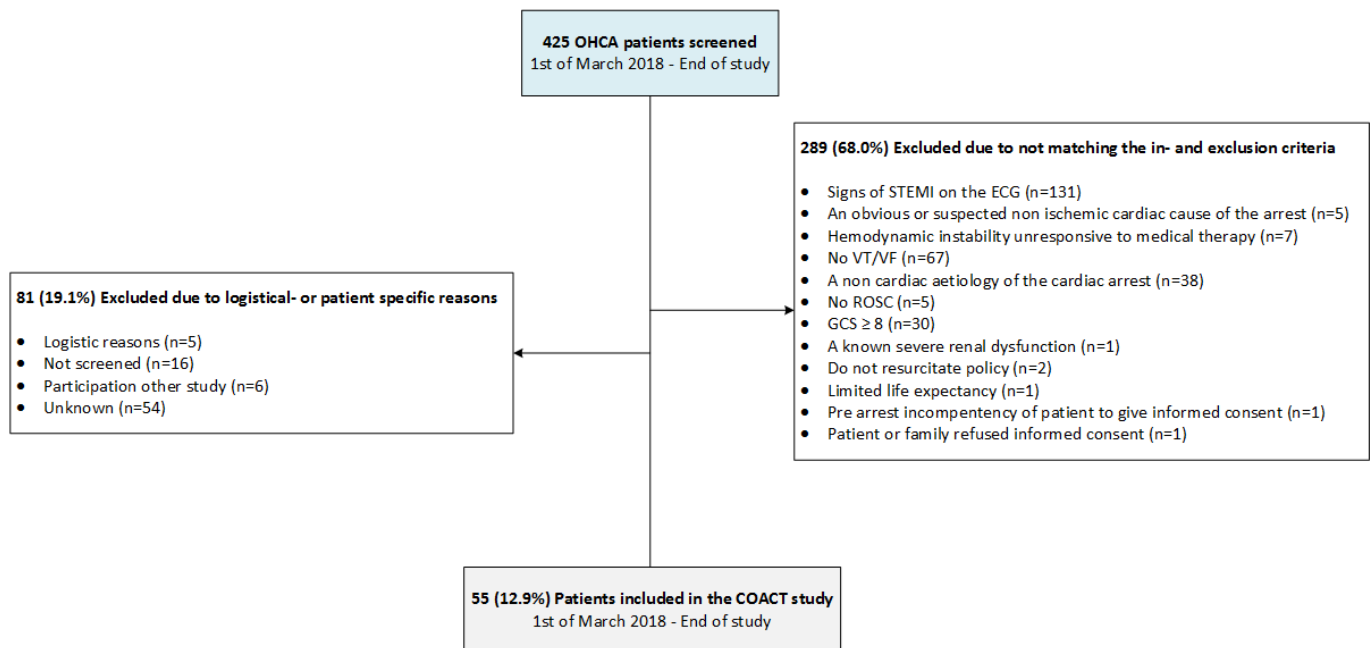 425 OHCA patients screened
1st of March 2018 - End of study
289 (68.0%) Excluded due to not matching the in- and exclusion criteria
• Signs of STEMI on the ECG (n=131)
• An obvious or suspected non ischemic cardiac cause of the arrest (n=5)
• Hemodynamic instability unresponsive to medical therapy (n=7)
• No VT/VF (n=67)
• A non cardiac aetiology of the cardiac arrest (n=38)
• No ROSC (n=5)
• GCS ≥ 8 (n=30)
• A known severe renal dysfunction (n=1)
• Do not resurcitate policy (n=2)
• Limited life expectancy (n=1)
• Pre arrest incompentency of patient to give informed consent (n=1)
• Patient or family refused informed consent (n=1)
81 (19.1%) Excluded due to logistical- or patient specific reasons
• Logistic reasons (n=5)
• Not screened (n=16)
• Participation other study (n=6)
• Unknown (n=54)
55 (12.9%) Patients included in the COACT study
1st of March 2018 - End of study